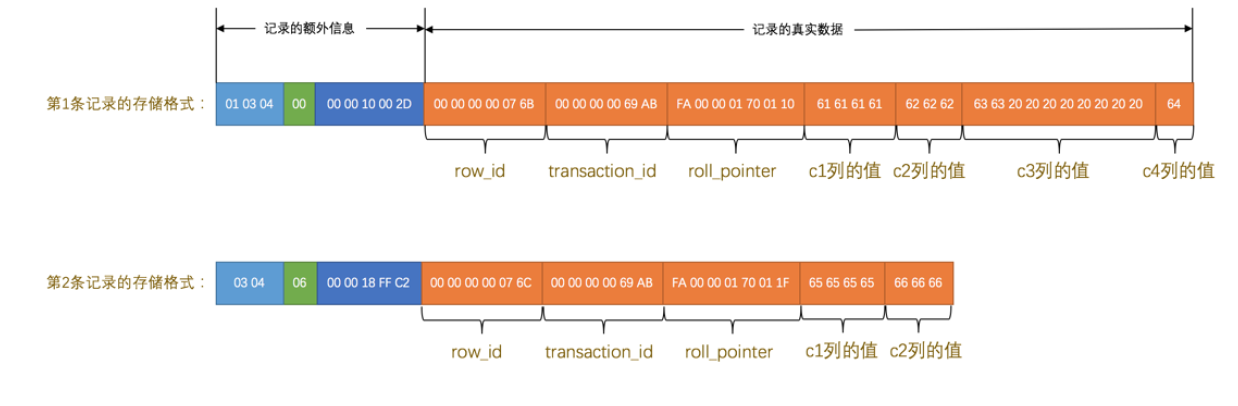 记录的额外信息 记录的真实数据
第1条记录的存储格式： 01 03 04 00 00 00 10 00 2D 00 00 00 00 07 6B 00 00 00 00 69 AB FA 00 00 01 70 01 10 61 61 61 61 62 62 62 63 63 20 20 20 20 20 20 20 20 64
row_id transaction_id roll_pointer c1列的值 c2列的值 c3列的值 c4列的值
第2条记录的存储格式： 03 04 06 00 00 18 FF C2 00 00 00 00 07 6C 00 00 00 00 69 AB FA 00 00 01 70 01 1F 65 65 65 65 66 66 66
row_id transaction_id roll_pointer c1列的值 c2列的值